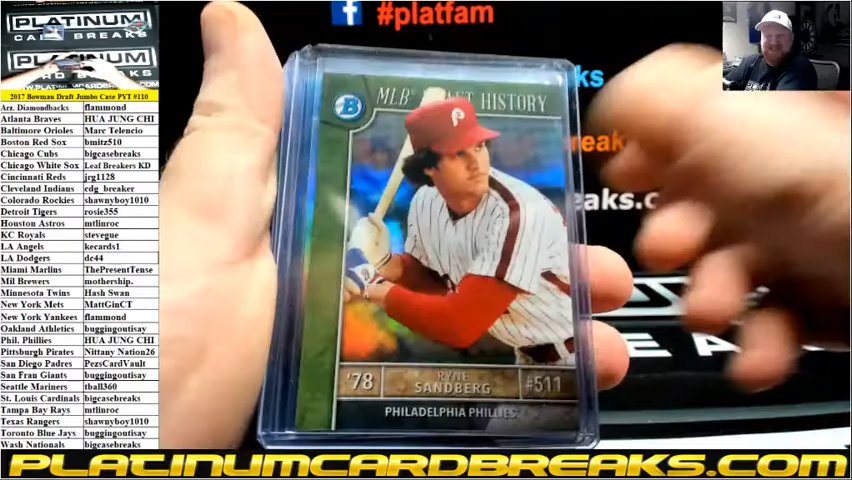 PLATINUM
CARD BREAKS
PLATINUM
2017 Bowman Draft Jumbo Case PYT #110
Arz. Diamondbacks flammond
Atlanta Braves HUA JUNG CHI
Baltimore Orioles Marc Telencio
Boston Red Sox bmitz510
Chicago Cubs bigcasebreaks
Chicago White Sox Leaf Breakers KD
Cincinnati Reds jrg1128
Cleveland Indians cdg_breaker
Colorado Rockies shawnyboy1010
Detroit Tigers rosie355
Houston Astros mtlinroc
KC Royals stevegue
LA Angels kecards1
LA Dodgers dc44
Miami Marlins ThePresentTense
Mil Brewers mothership.
Minnesota Twins Hash Swan
New York Mets MattGinCT
New York Yankees flammond
Oakland Athletics buggingoutisay
Phil. Phillies HUA JUNG CHI
Pittsburgh Pirates Nittany Nation26
San Diego Padres PezsCardVault
San Fran Giants buggingoutisay
Seattle Mariners tball360
St. Louis Cardinals bigcasebreaks
Tampa Bay Rays mtlinroc
Texas Rangers shawnyboy1010
Toronto Blue Jays buggingoutisay
Wash Nationals bigcasebreaks
f #platfam
ks
reak
ks.com
B MLB DRAFT HISTORY
P
'78 RYNE SANDBERG #511
PHILADELPHIA PHILLIES
PLATINUMCARDBREAKS.COM